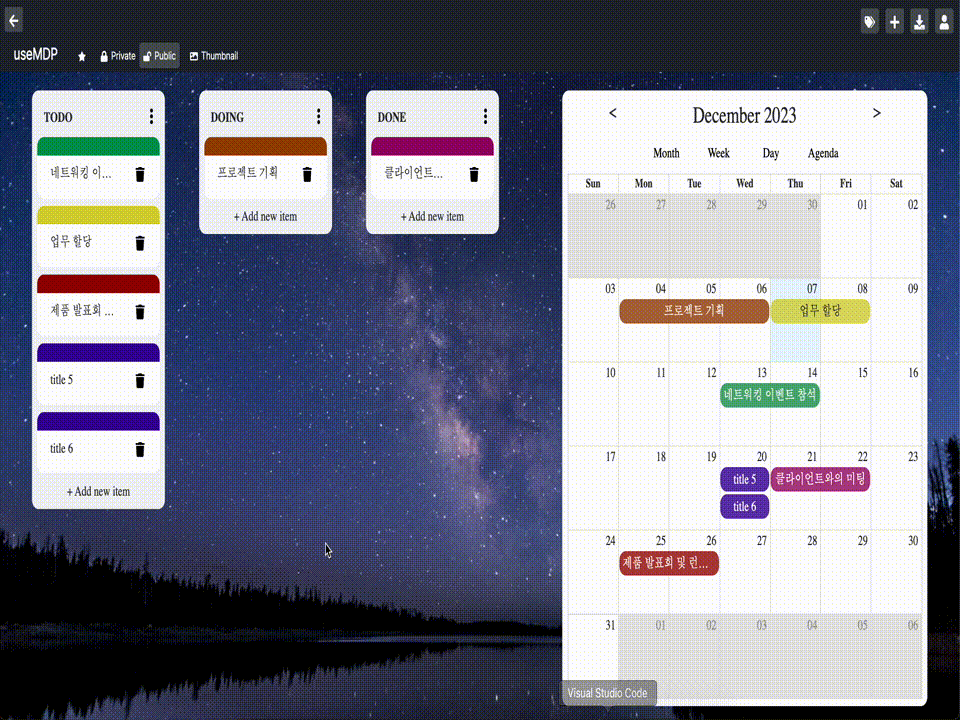 useMDP
Private
Public
Thumbnail
TODO
네트워킹 이...
업무 할당
제품 발표회 ...
title 5
title 6
+ Add new item
DOING
프로젝트 기획
+ Add new item
DONE
클라이언트...
+ Add new item
< December 2023 >
Month Week Day Agenda
Sun Mon Tue Wed Thu Fri Sat
26 27 28 29 30 01 02
03 04 05 06 07 08 09
프로젝트 기획 업무 할당
10 11 12 13 14 15 16
네트워킹 이벤트 참석
17 18 19 20 21 22 23
title 5 클라이언트와의 미팅
title 6
24 25 26 27 28 29 30
제품 발표회 및 런...
31 01 02 03 04 05 06
Visual Studio Code